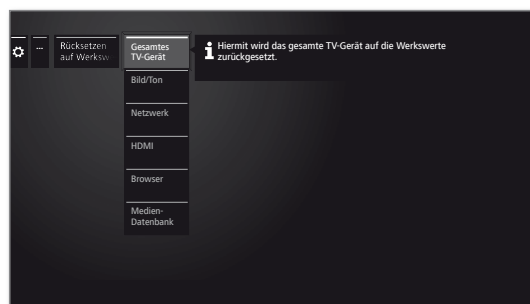 ...
Rücksetzen
auf Werksw
Gesamtes
TV-Gerät
Hiermit wird das gesamte TV-Gerät auf die Werkswerte
zurückgesetzt.
Bild/Ton
Netzwerk
HDMI
Browser
Medien-
Datenbank